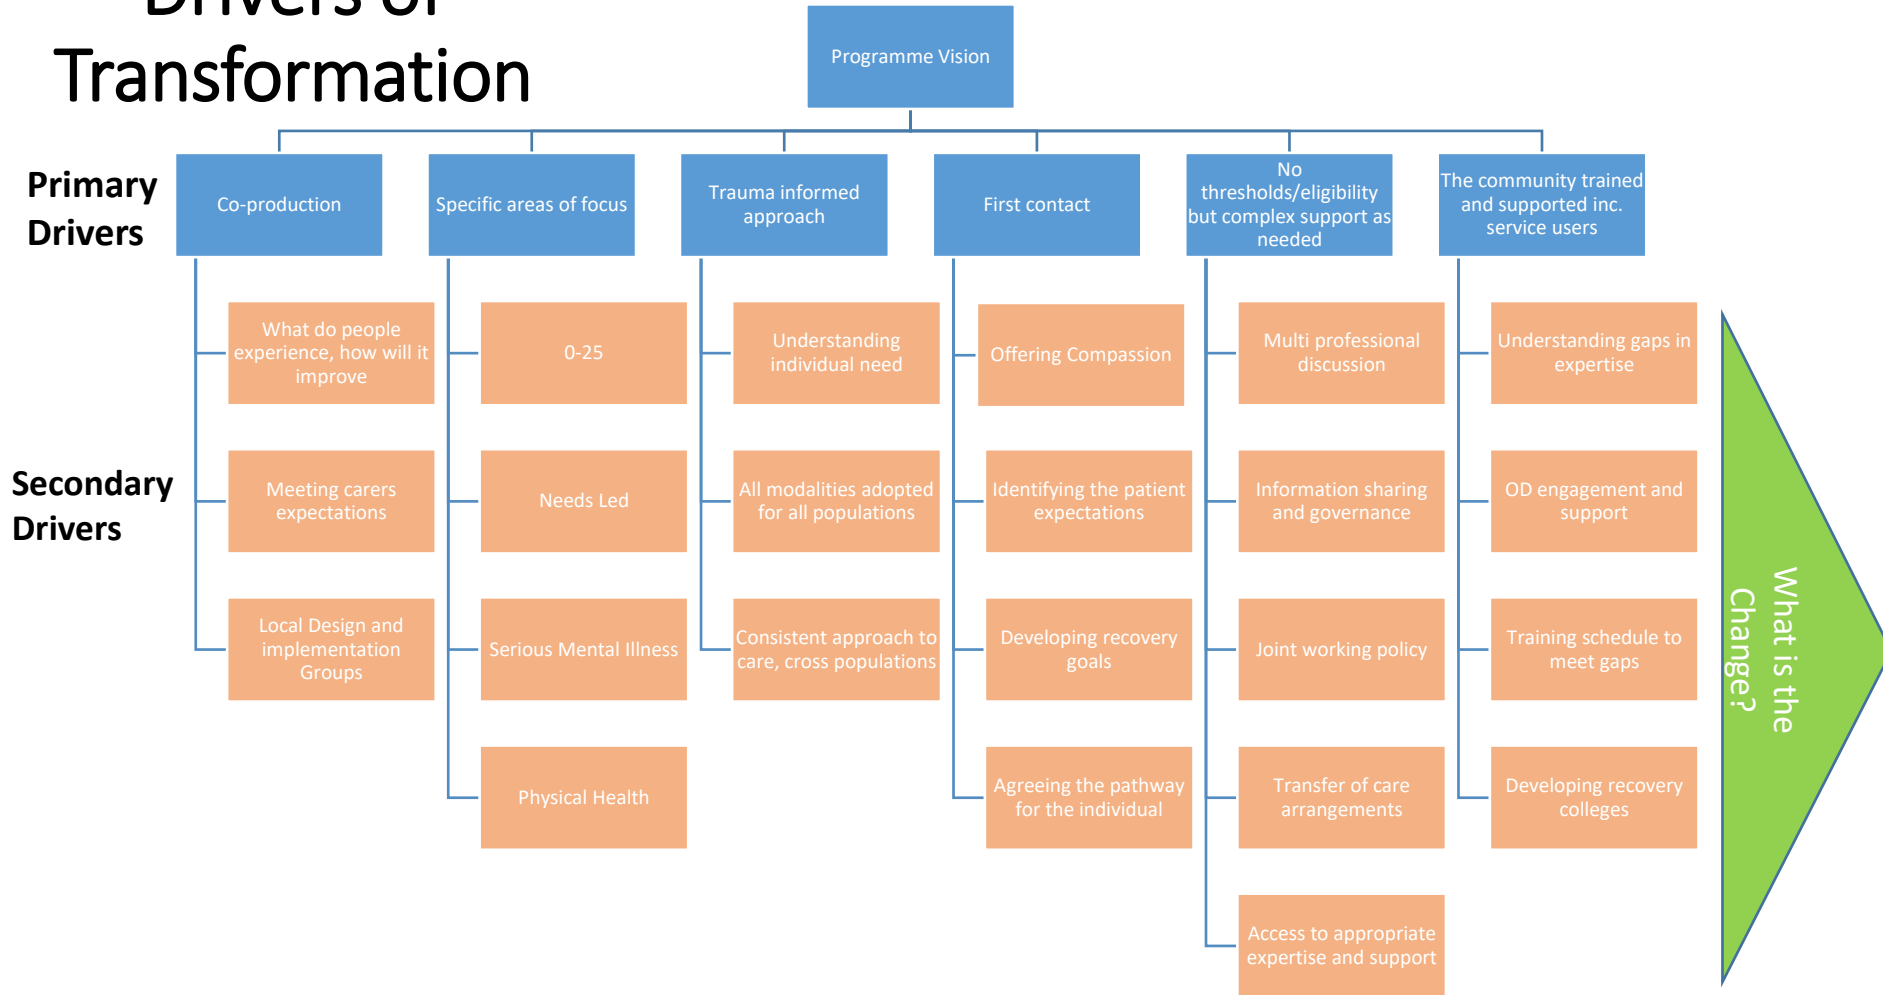 Drivers of
Transformation
Programme Vision
Primary
Drivers
Co-production
Specific areas of focus
Trauma informed
approach
First contact
No
thresholds/eligibility
but complex support as
needed
The community trained
and supported inc.
service users
What do people
experience, how will it
improve
0-25
Understanding
individual need
Offering Compassion
Multi professional
discussion
Understanding gaps in
expertise
Secondary
Drivers
Meeting carers
expectations
Needs Led
All modalities adopted
for all populations
Identifying the patient
expectations
Information sharing
and governance
OD engagement and
support
Local Design and
implementation
Groups
Serious Mental Illness
Consistent approach to
care, cross populations
Developing recovery
goals
Joint working policy
Training schedule to
meet gaps
Physical Health
Agreeing the pathway
for the individual
Transfer of care
arrangements
Developing recovery
colleges
Access to appropriate
expertise and support
What is the
Change?